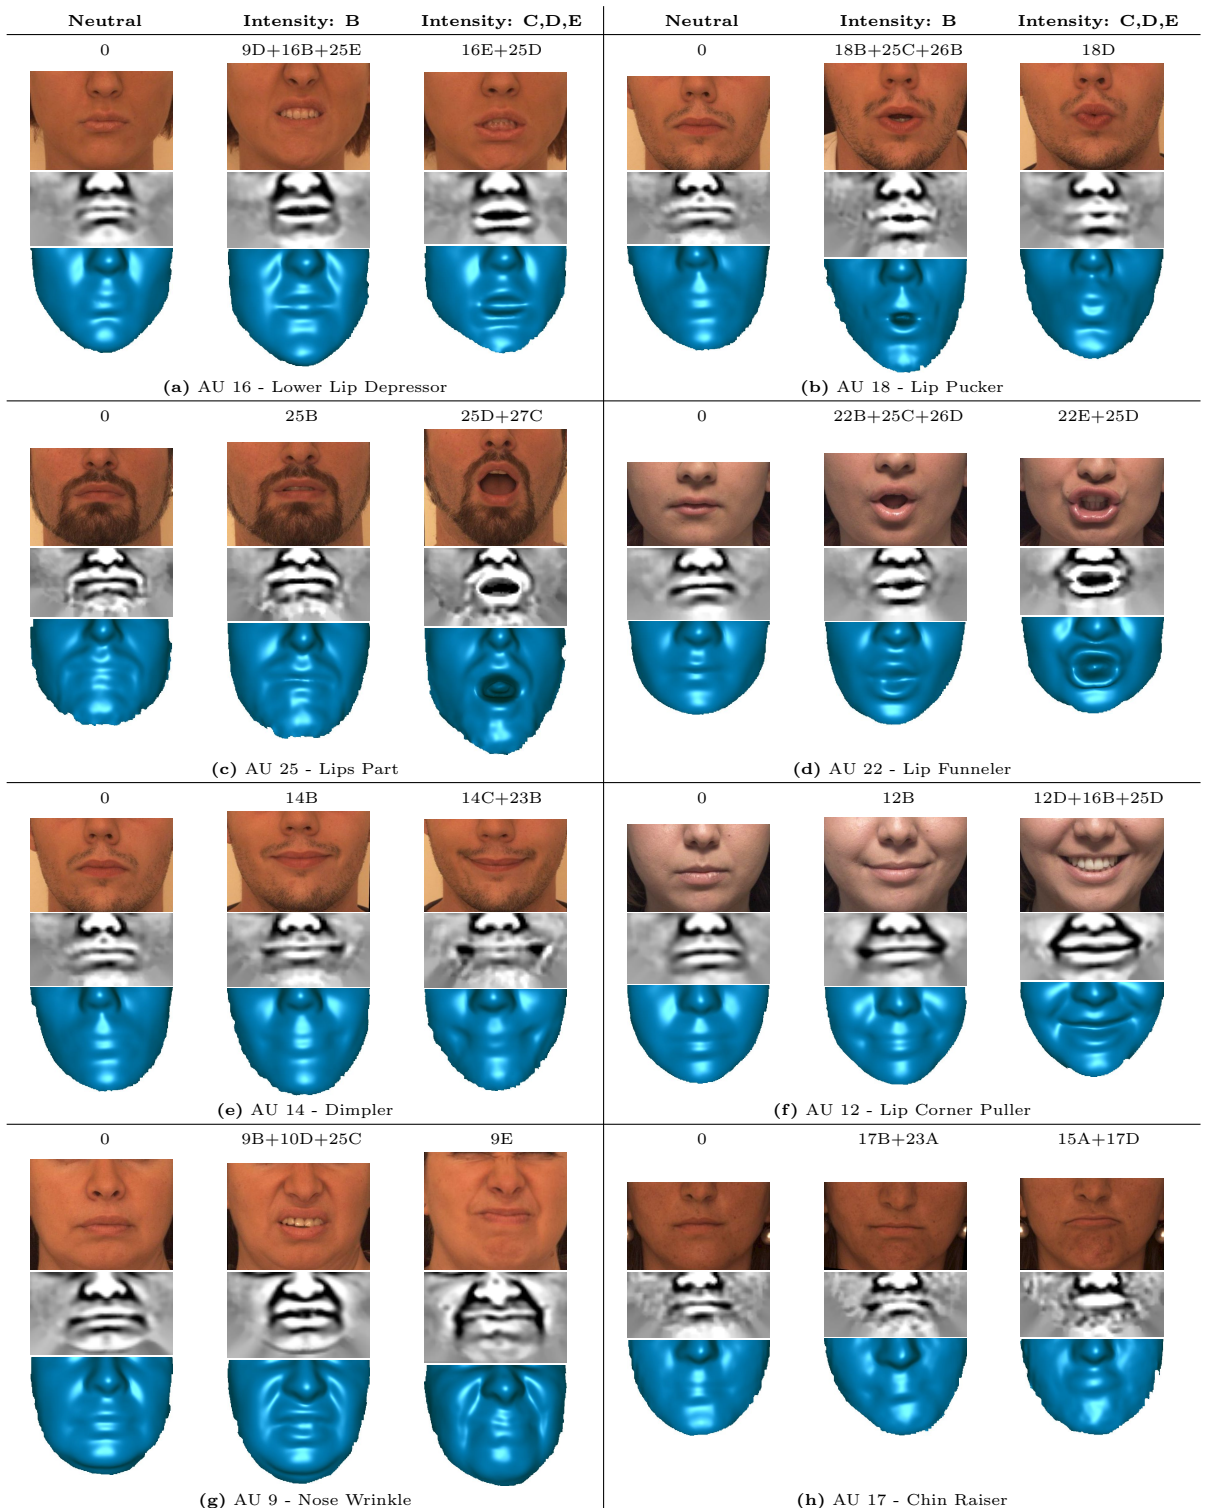 Neutral Intensity: B Intensity: C,D,E Neutral Intensity: B Intensity: C,D,E
0 9D+16B+25E 16E+25D 0 18B+25C+26B 18D
(a) AU 16 - Lower Lip Depressor (b) AU 18 - Lip Pucker
0 25B 25D+27C 0 22B+25C+26D 22E+25D
(c) AU 25 - Lips Part (d) AU 22 - Lip Funneler
0 14B 14C+23B 0 12B 12D+16B+25D
(e) AU 14 - Dimpler (f) AU 12 - Lip Corner Puller
0 9B+10D+25C 9E 0 17B+23A 15A+17D
(g) AU 9 - Nose Wrinkle (h) AU 17 - Chin Raiser